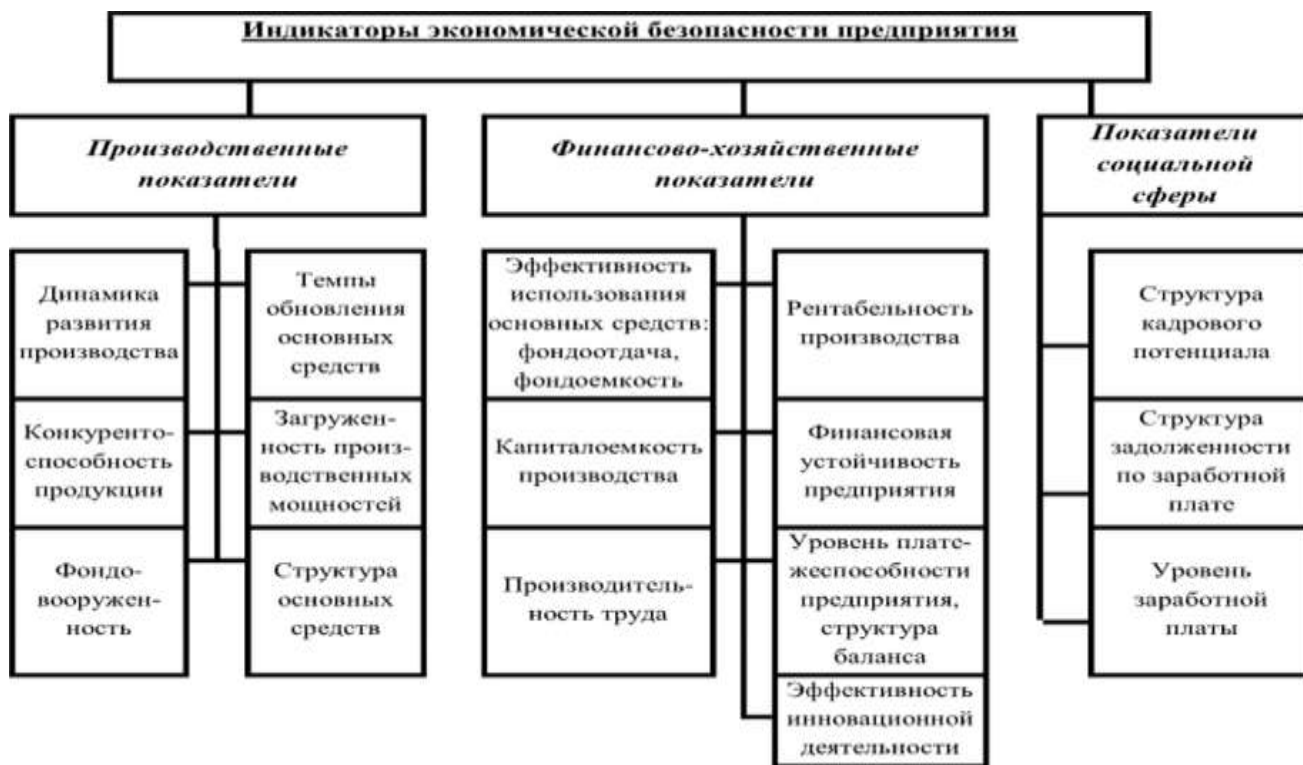 Индикаторы экономической безопасности предприятия
Производственные
показатели
Финансово-хозяйственные
показатели
Показатели
социальной
сферы
Динамика
развития
производства
Темпы
обновления
основных
средств
Конкуренто-
способность
продукции
Загружен-
ность произ-
водственных
мощностей
Фондо-
вооружен-
ность
Структура
основных
средств
Эффективность
использования
основных средств:
фондоотдача,
фондоемкость
Рентабельность
производства
Капиталоемкость
производства
Финансовая
устойчивость
предприятия
Производитель-
ность труда
Уровень плате-
жеспособности
предприятия,
структура
баланса
Эффективность
инновационной
деятельности
Структура
кадрового
потенциала
Структура
задолженности
по заработной
плате
Уровень
заработной
платы